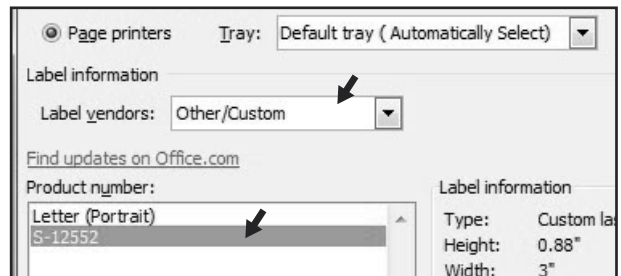 Page printers Tray: Default tray ( Automatically Select)
Label information
Label vendors: Other/Custom
Find updates on Office.com
Product number:
Label information
Letter (Portrait)
S-12552
Type: Custom
Height: 0.88"
Width: 3"